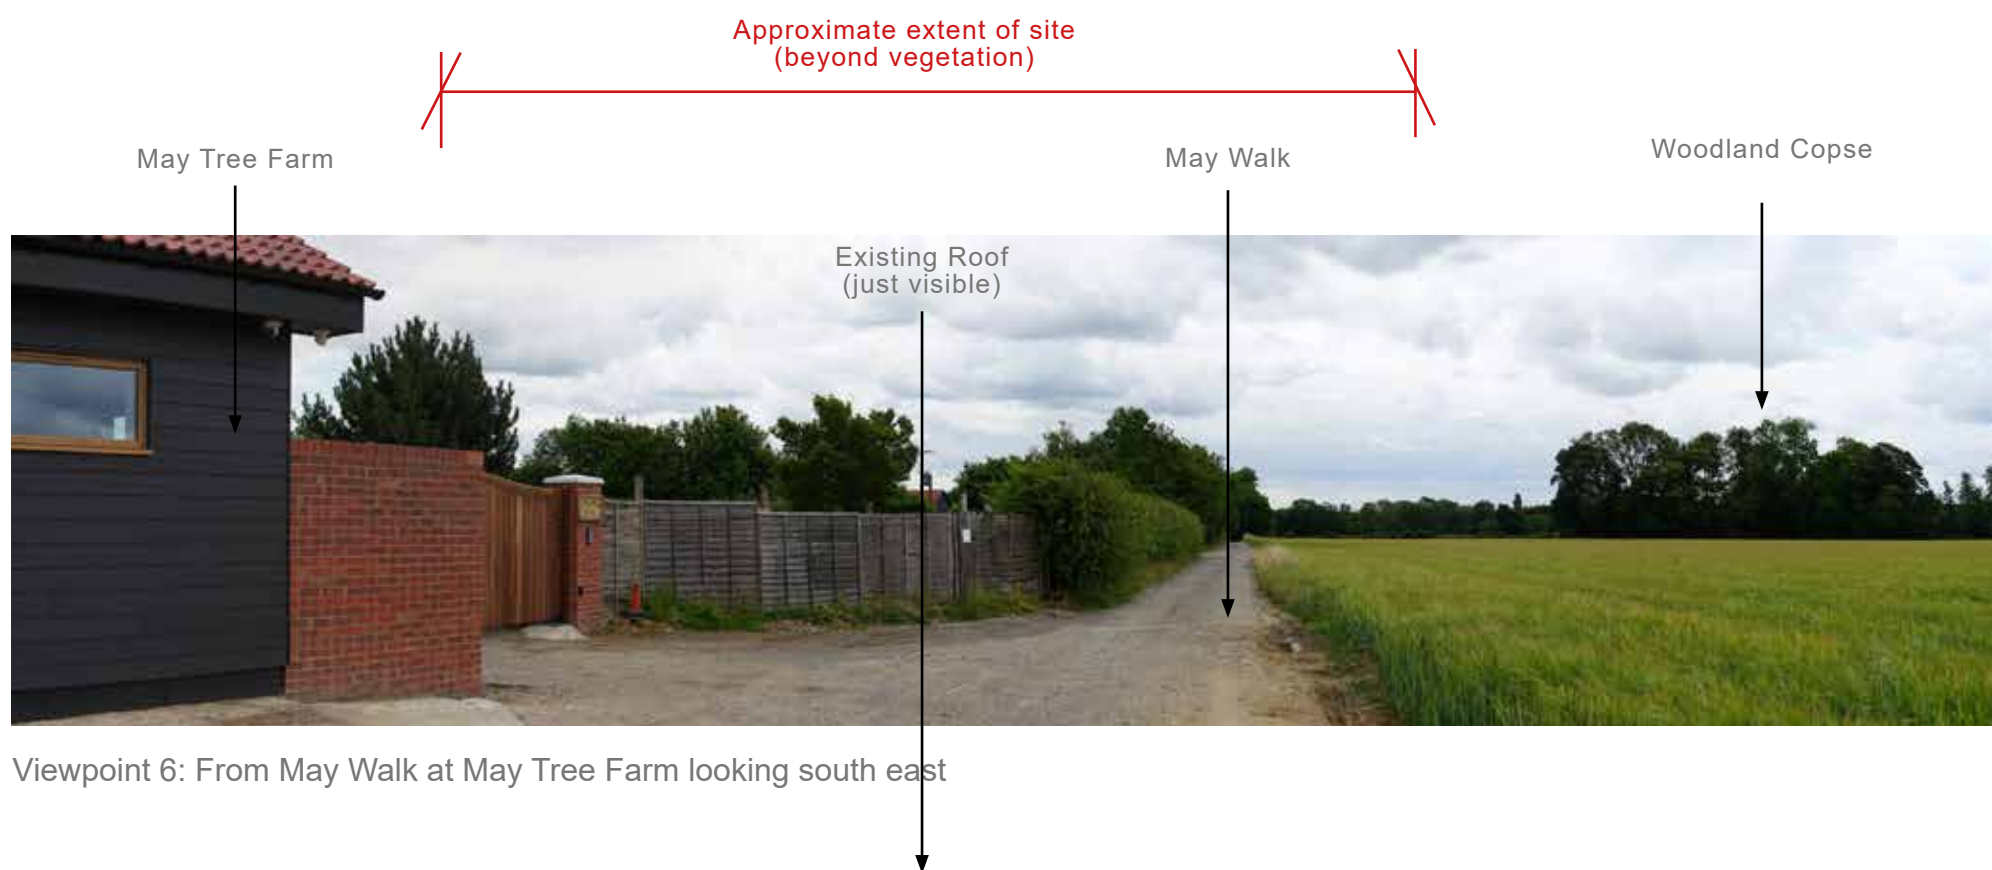 Approximate extent of site
(beyond vegetation)
May Tree Farm
May Walk
Woodland Copse
Existing Roof
(just visible)
Viewpoint 6: From May Walk at May Tree Farm looking south east